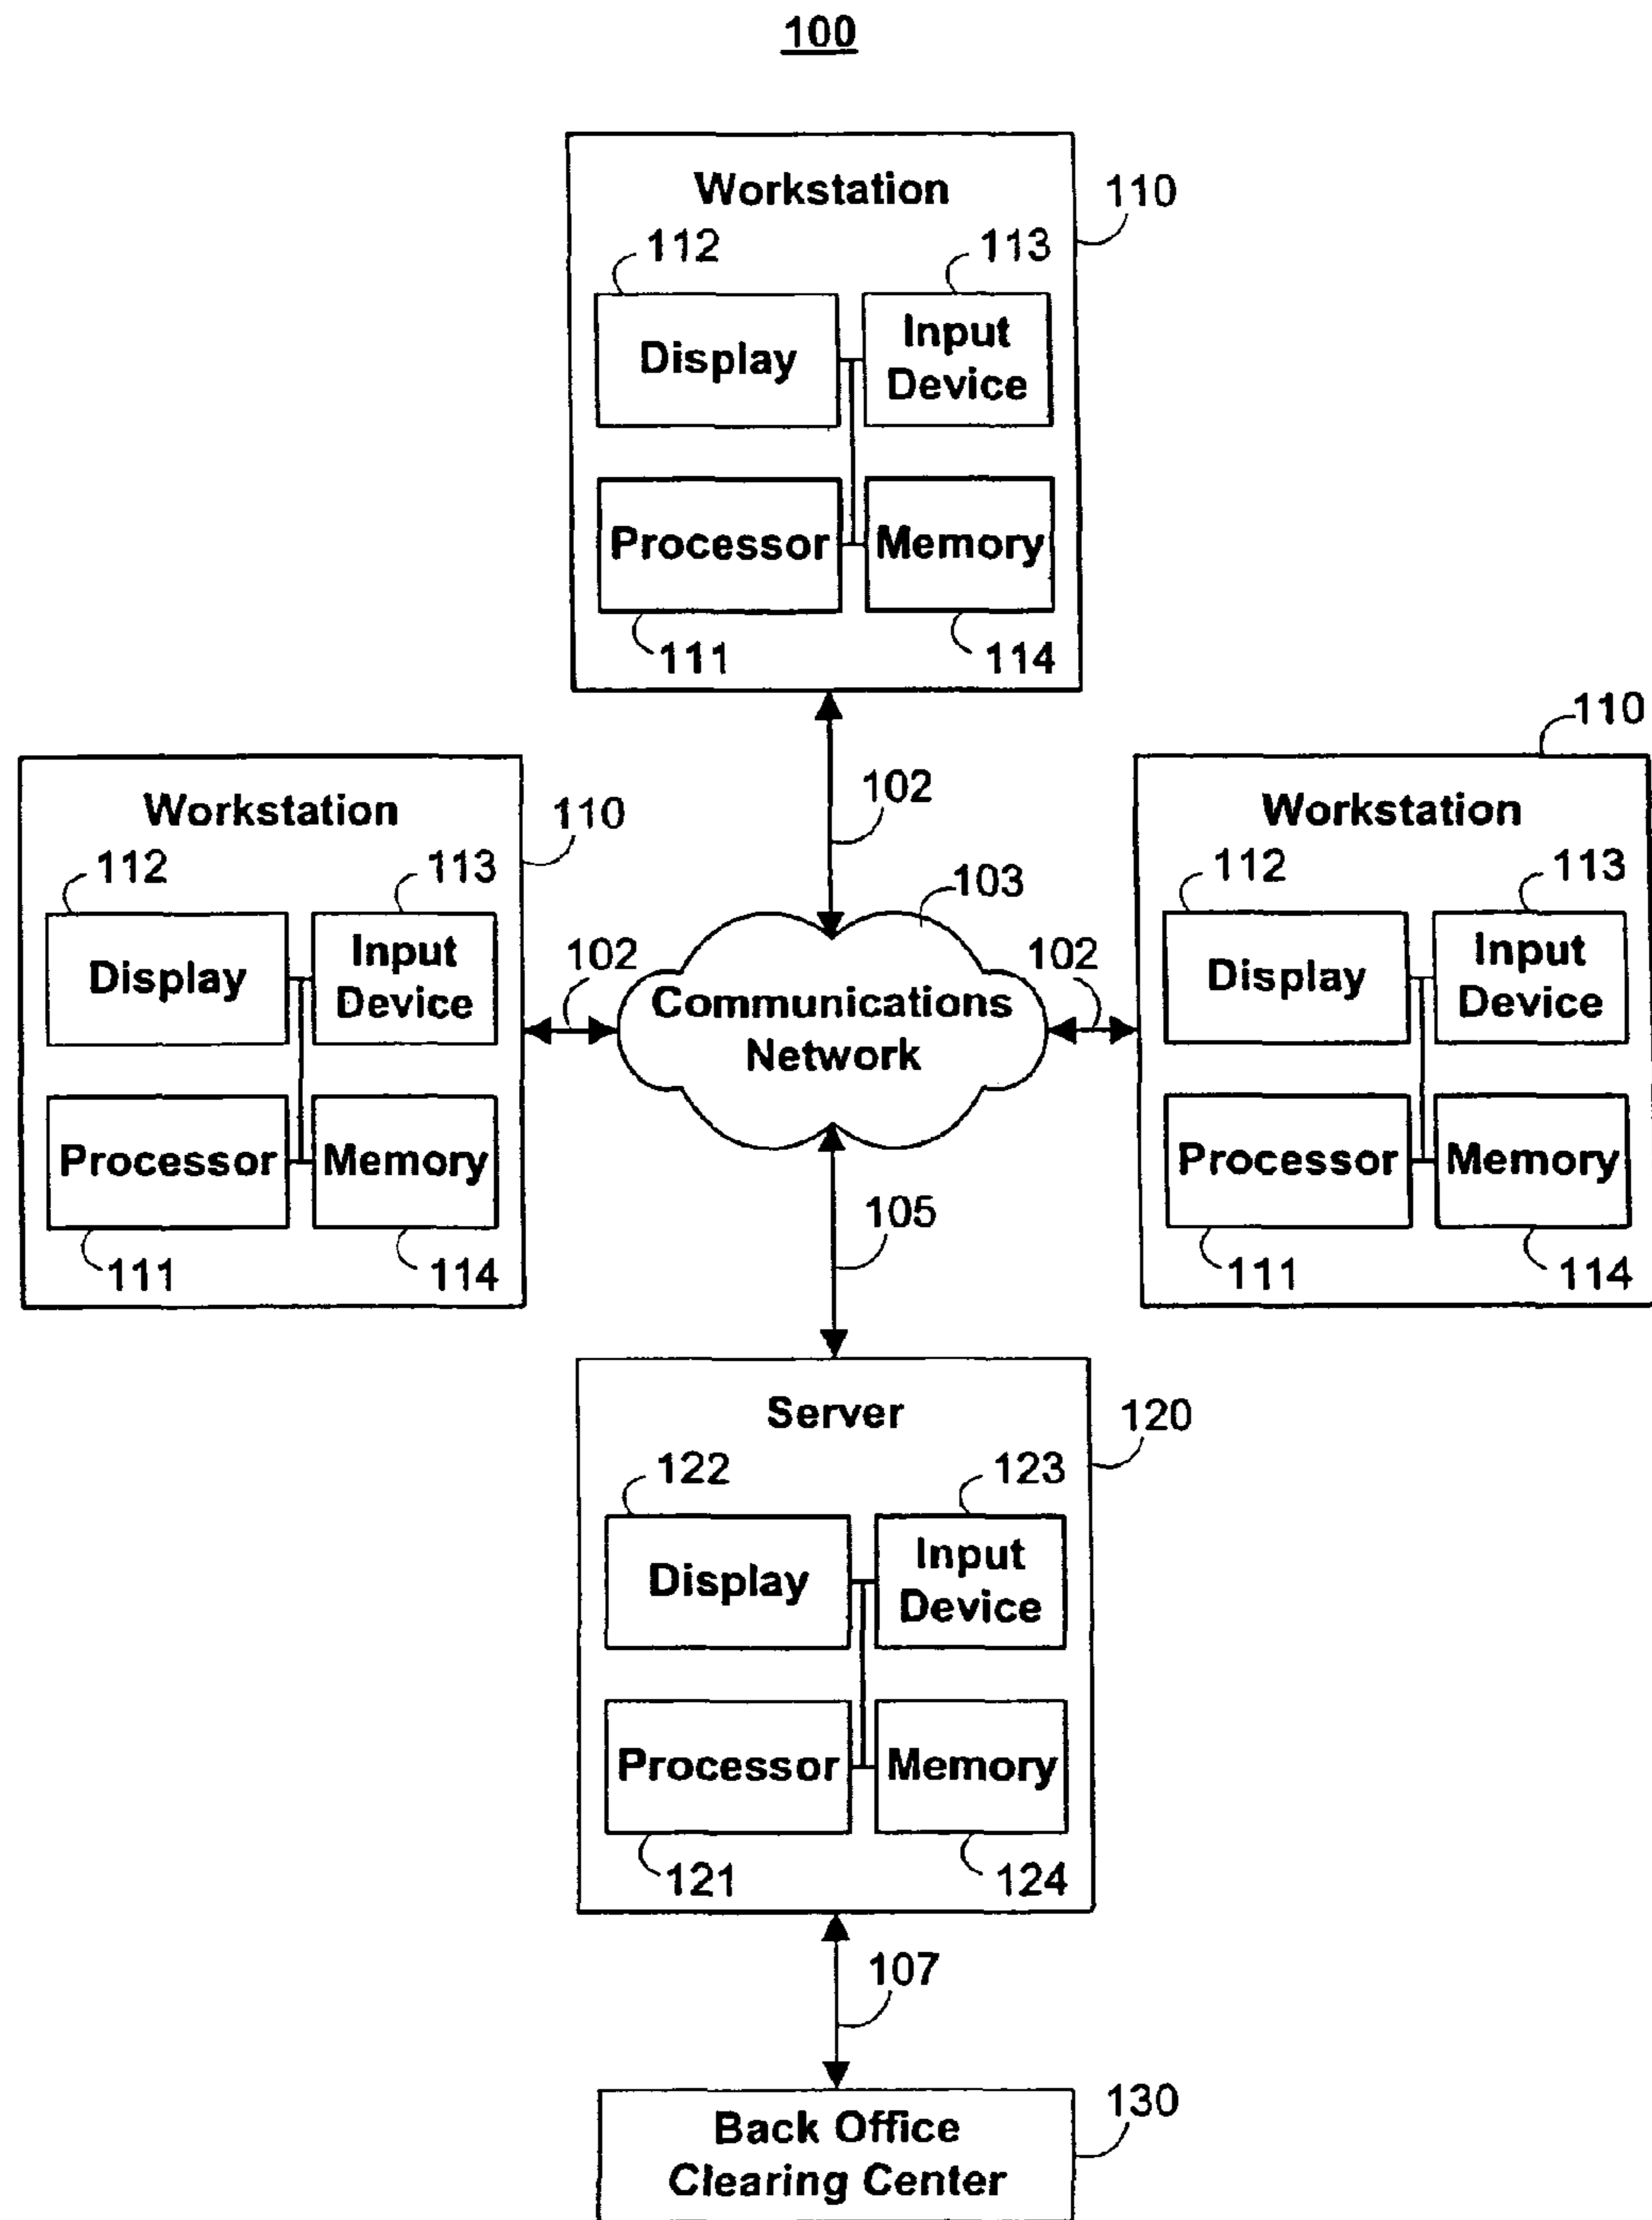 100
Workstation
110
112
113
Display
Input
Device
Processor
Memory
111
114
110
Workstation
110
112
113
Display
Input
Device
Processor
Memory
111
114
102
102
103
102
Communications
Network
Workstation
112
113
Display
Input
Device
Processor
Memory
111
114
105
Server
120
122
123
Display
Input
Device
Processor
Memory
121
124
107
Back Office
Clearing Center
130